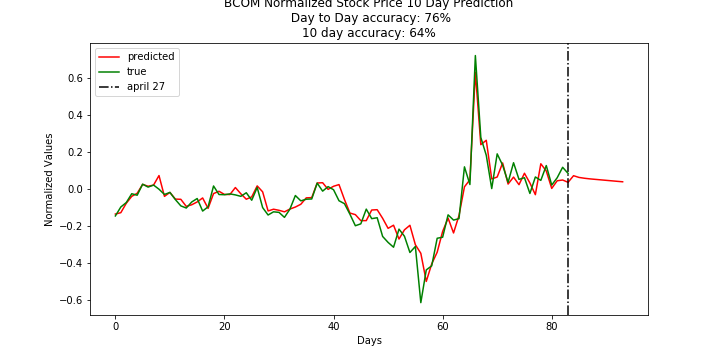 BCOM Normalized Stock Price 10 Day Prediction
Day to Day accuracy: 76%
10 day accuracy: 64%
predicted
true
april 27
Normalized Values
0.6
0.4
0.2
0.0
−0.2
−0.4
−0.6
0
20
40
60
80
Days